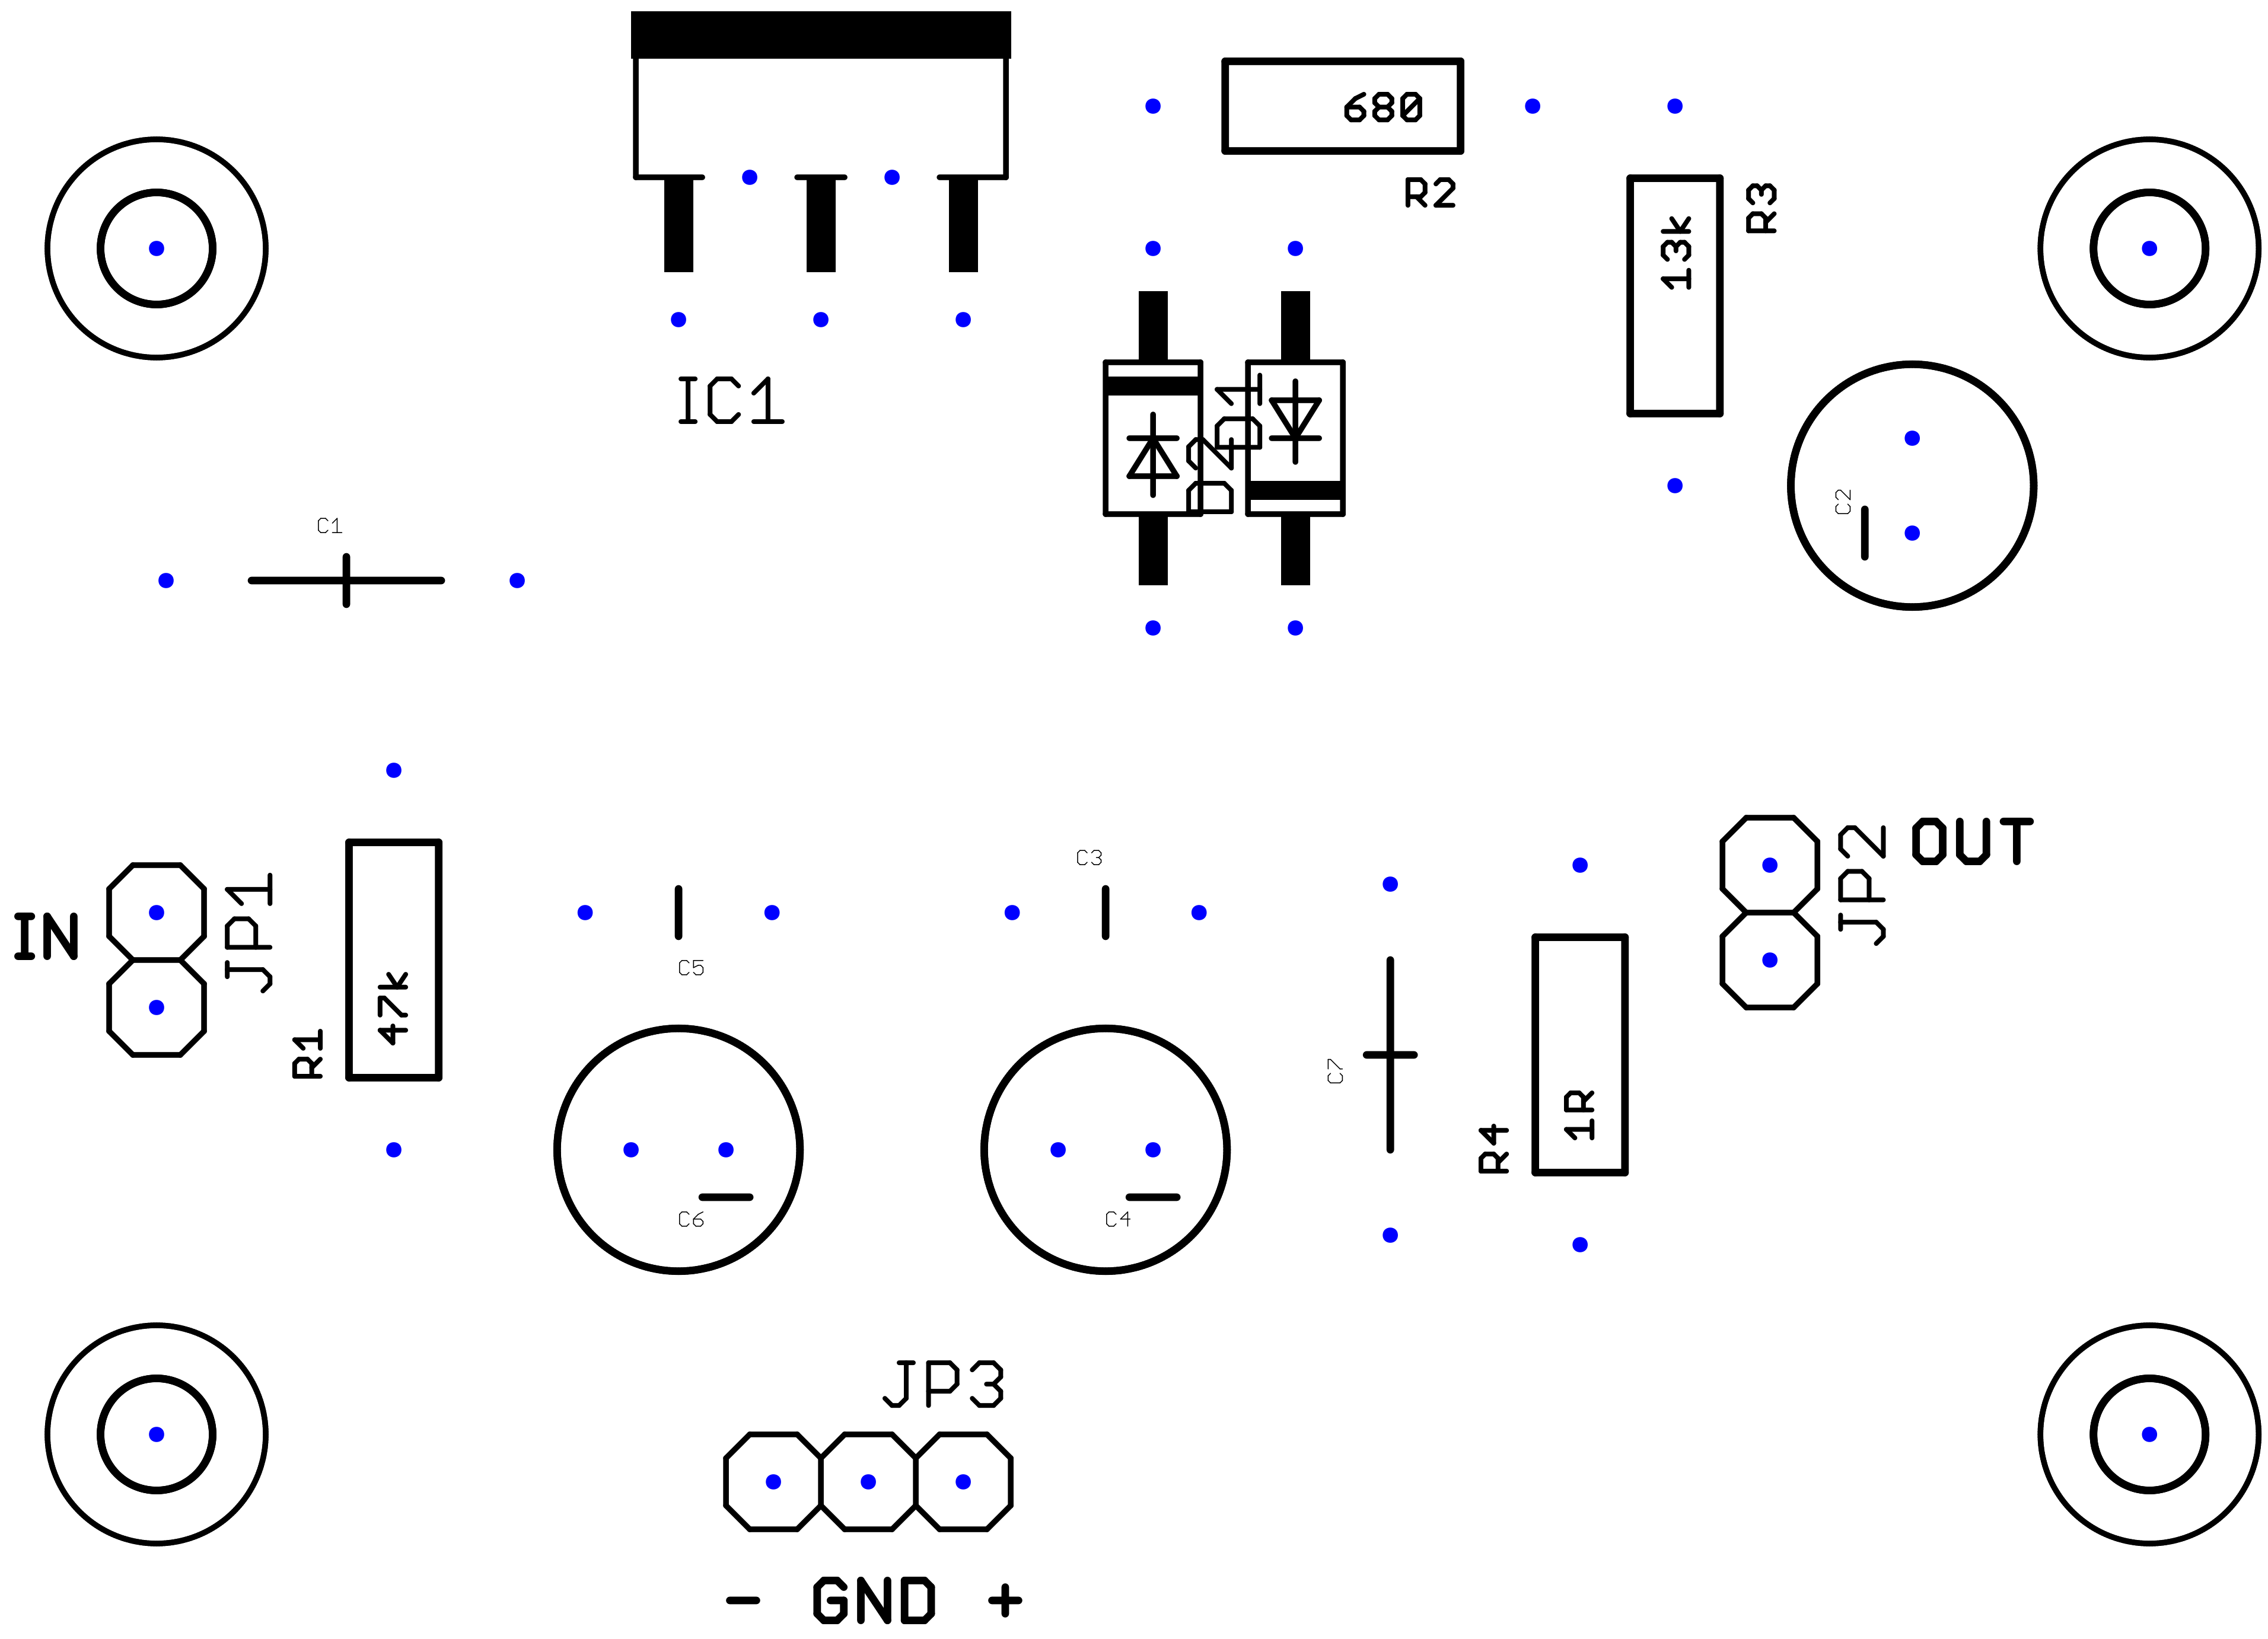 680
R2
R3
13k
IC1
D1
D2
C2
C1
OUT
JP2
C3
JP1
IN
C5
47k
R1
C7
1R
R4
C6
C4
JP3
- GND +